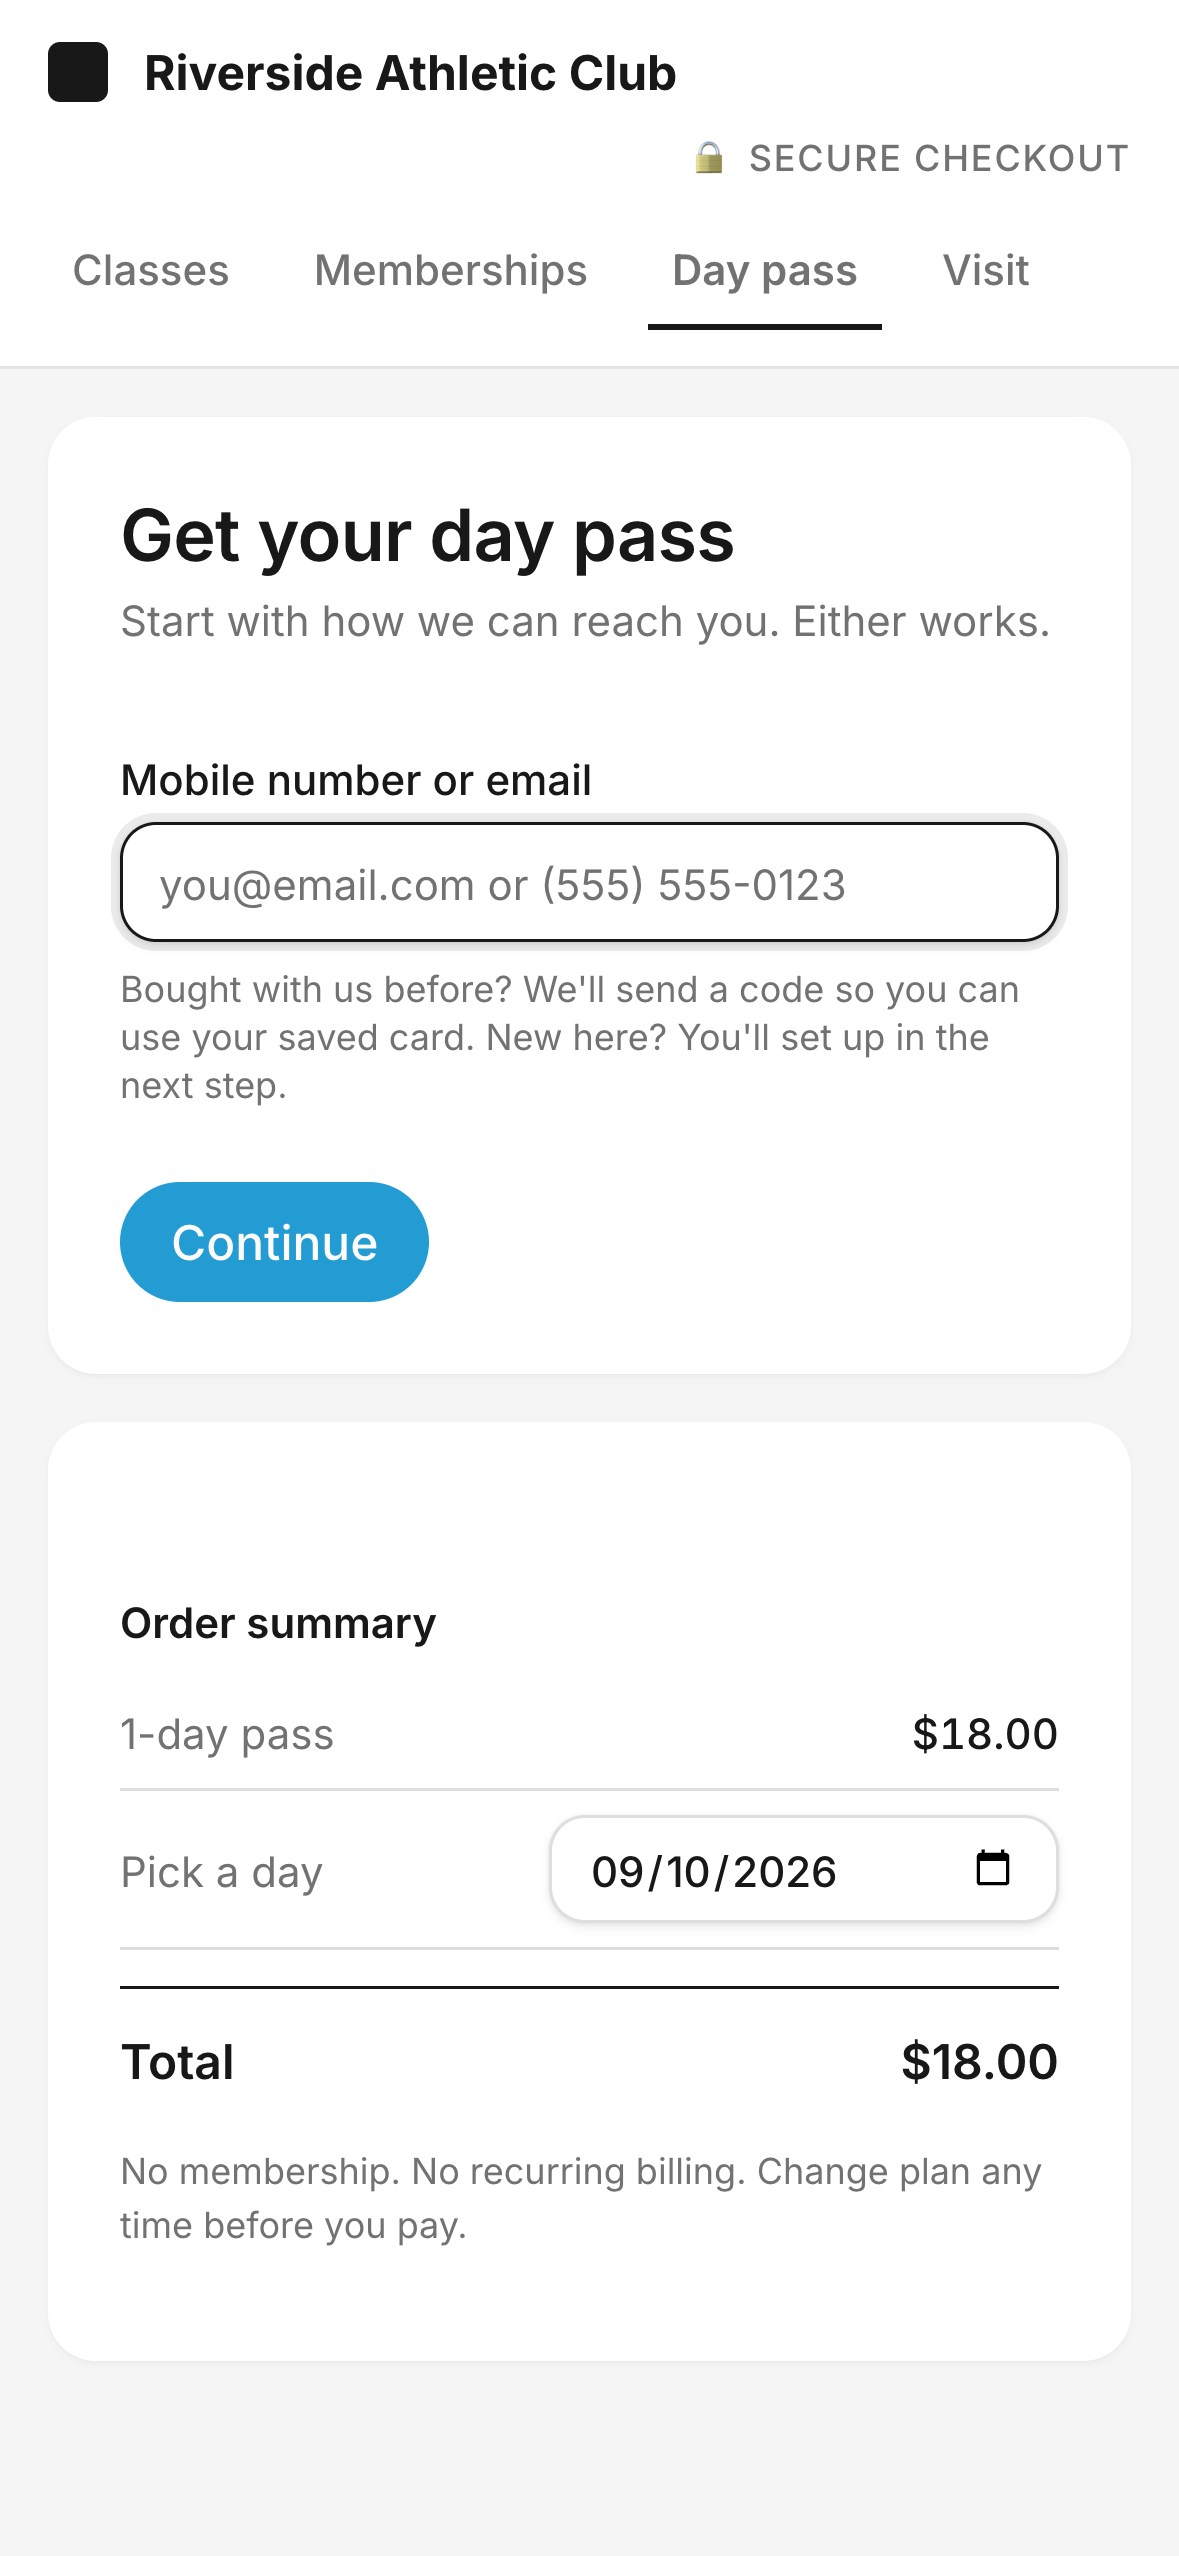 Riverside Athletic Club
🔒 SECURE CHECKOUT
Classes Memberships Day pass Visit
Get your day pass
Start with how we can reach you. Either works.
Mobile number or email
you@email.com or (555) 555-0123
Bought with us before? We'll send a code so you can
use your saved card. New here? You'll set up in the
next step.
Continue
Order summary
1-day pass $18.00
Pick a day 09/10/2026
Total $18.00
No membership. No recurring billing. Change plan any
time before you pay.